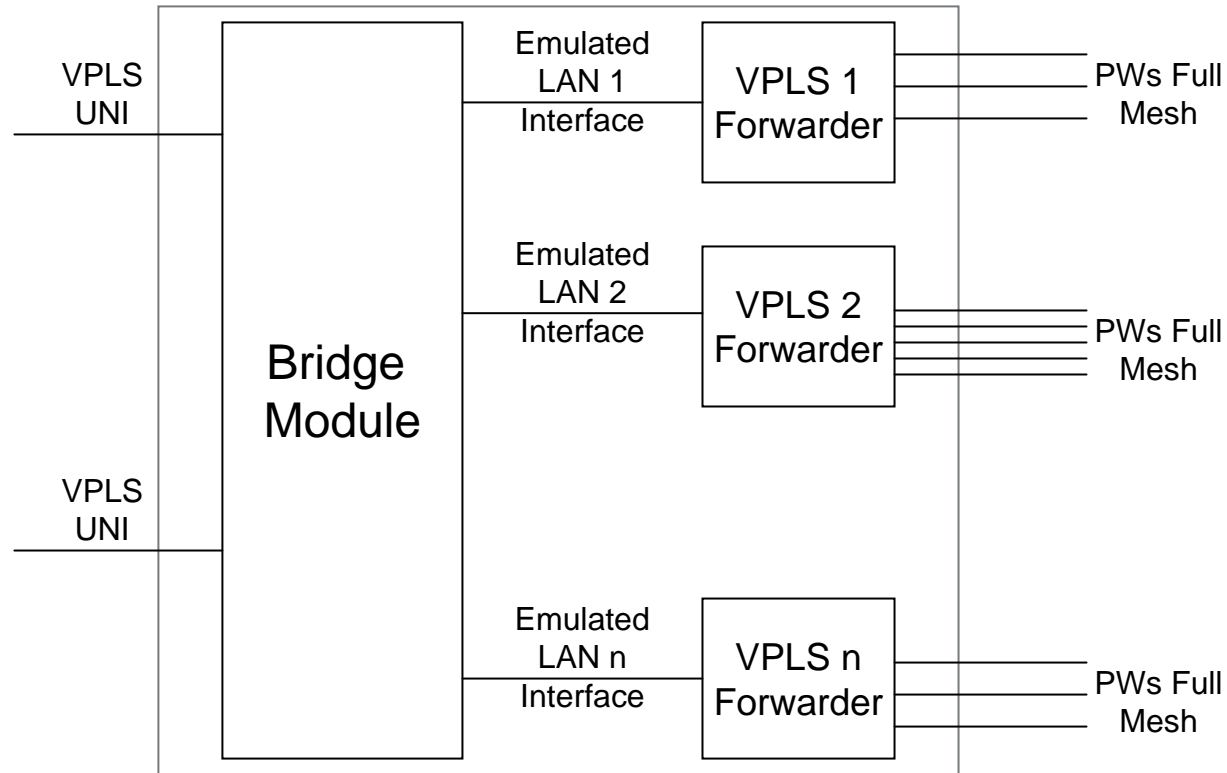 VPLS
UNI
Emulated
LAN 1
Interface
VPLS 1
Forwarder
PWs Full
Mesh
Emulated
LAN 2
Interface
VPLS 2
Forwarder
PWs Full
Mesh
Bridge
Module
VPLS
UNI
Emulated
LAN n
Interface
VPLS n
Forwarder
PWs Full
Mesh